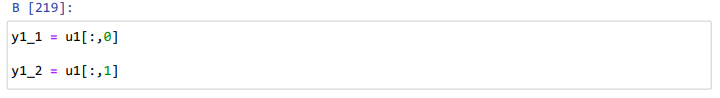 В [219]:
y1_1 = u1[:,0]
y1_2 = u1[:,1]